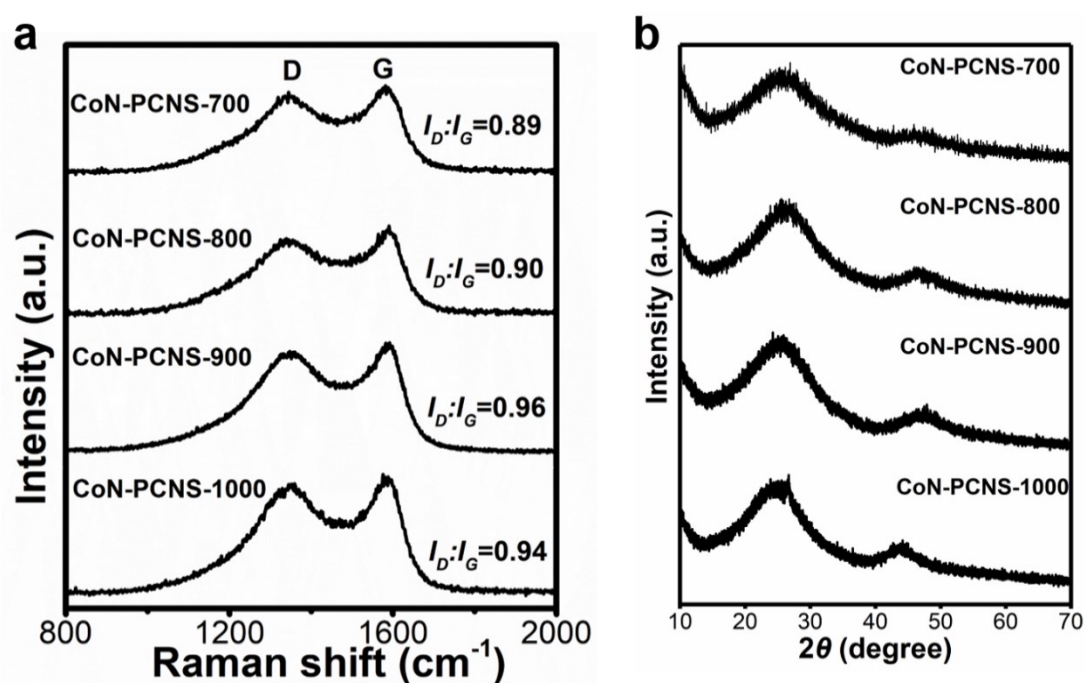 a
D G
CoN-PCNS-700
I_D:I_G=0.89
CoN-PCNS-800
I_D:I_G=0.90
CoN-PCNS-900
I_D:I_G=0.96
CoN-PCNS-1000
I_D:I_G=0.94
Intensity (a.u.)
800 1200 1600 2000
Raman shift (cm⁻¹)
b
CoN-PCNS-700
CoN-PCNS-800
CoN-PCNS-900
CoN-PCNS-1000
Intensity (a.u.)
10 20 30 40 50 60 70
2θ (degree)